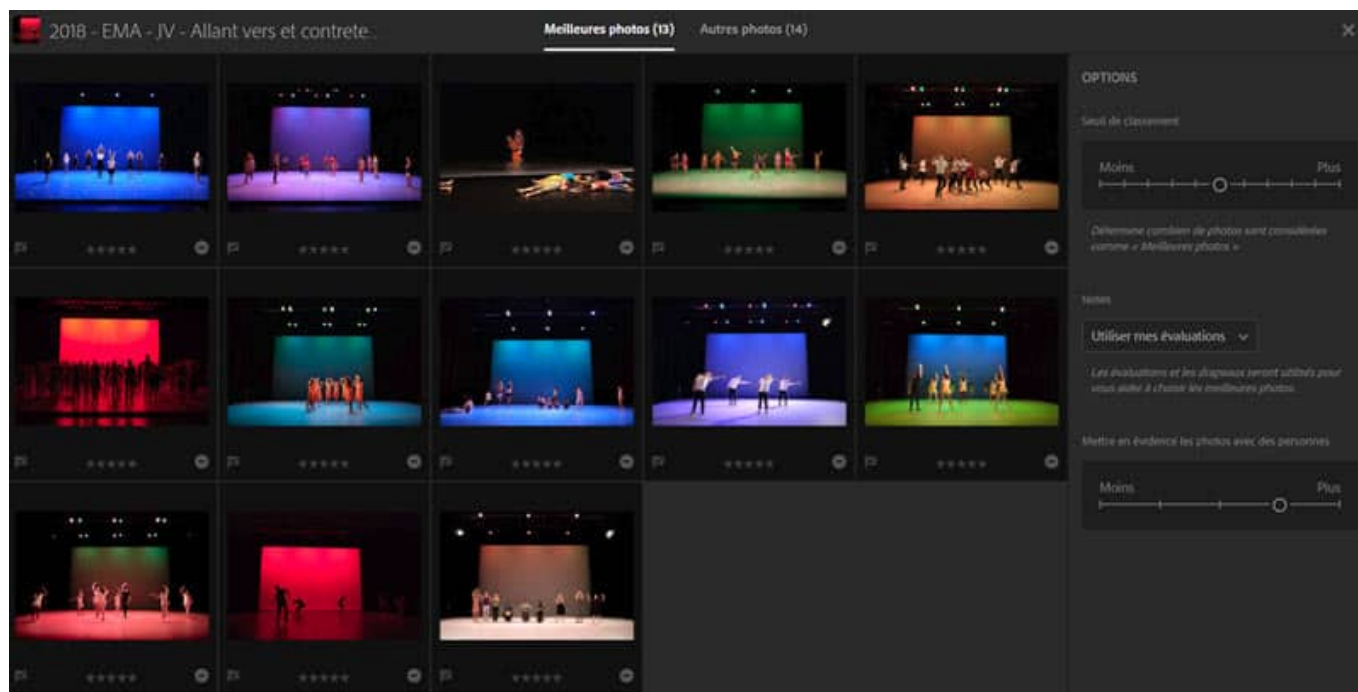 2018 - EMA - JV - Allant vers et contrete...
Meilleures photos (13)
Autres photos (14)
OPTIONS
Seuil de classement
Moins
Plus
Détermine combien de photos sont considérées
comme « Meilleures photos ».
Notes
Utiliser mes évaluations
Les évaluations et les drapeaux seront utilisés pour
vous aider à choisir les meilleures photos.
Mettre en évidence les photos avec des personnes
Moins
Plus